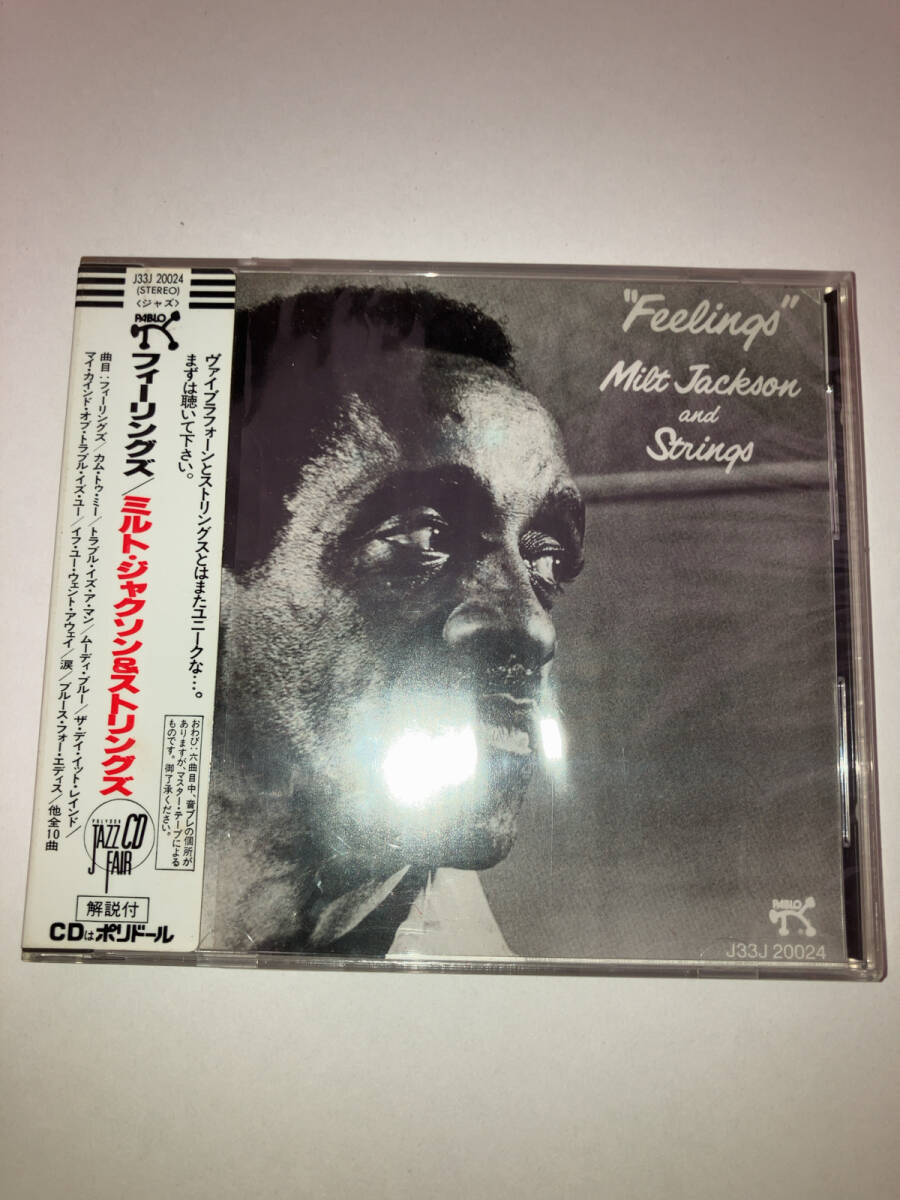 J33J 20024
(STEREO)
〈ジャズ〉
PABLO
フィーリングズ/ミルト・ジャクソン&ストリングズ
曲目:フィーリングズ/カム・トゥ・ミー/トラブル・イズ・ア・マン/ムーディ・ブルー/ザ・デイ・イット・レインド/
マイ・カインド・オブ・トラブル・イズ・ユー/イフ・ユー・ウェント・アウェイ/涙/ブルース・フォー・エディス/他全10曲
POLYDOR
JAZZ CD
FAIR
解説付
CDはポリドール
ヴァイブラフォーンとストリングスとはまたユニークな…。
まずは聴いて下さい。
おわび:六曲目中、音ブレの個所が
ありますが、マスター・テープによる
ものです。御了承ください。
"Feelings"
Milt Jackson
and
Strings
PABLO
J33J 20024